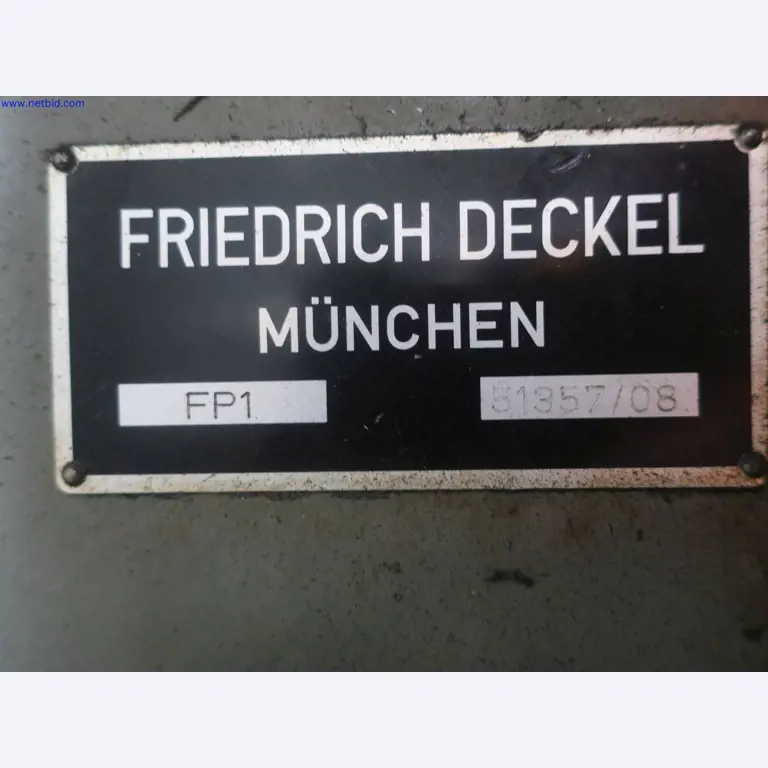 www.netbid.com
FRIEDRICH DECKEL
MÜNCHEN
FP1 51357/08